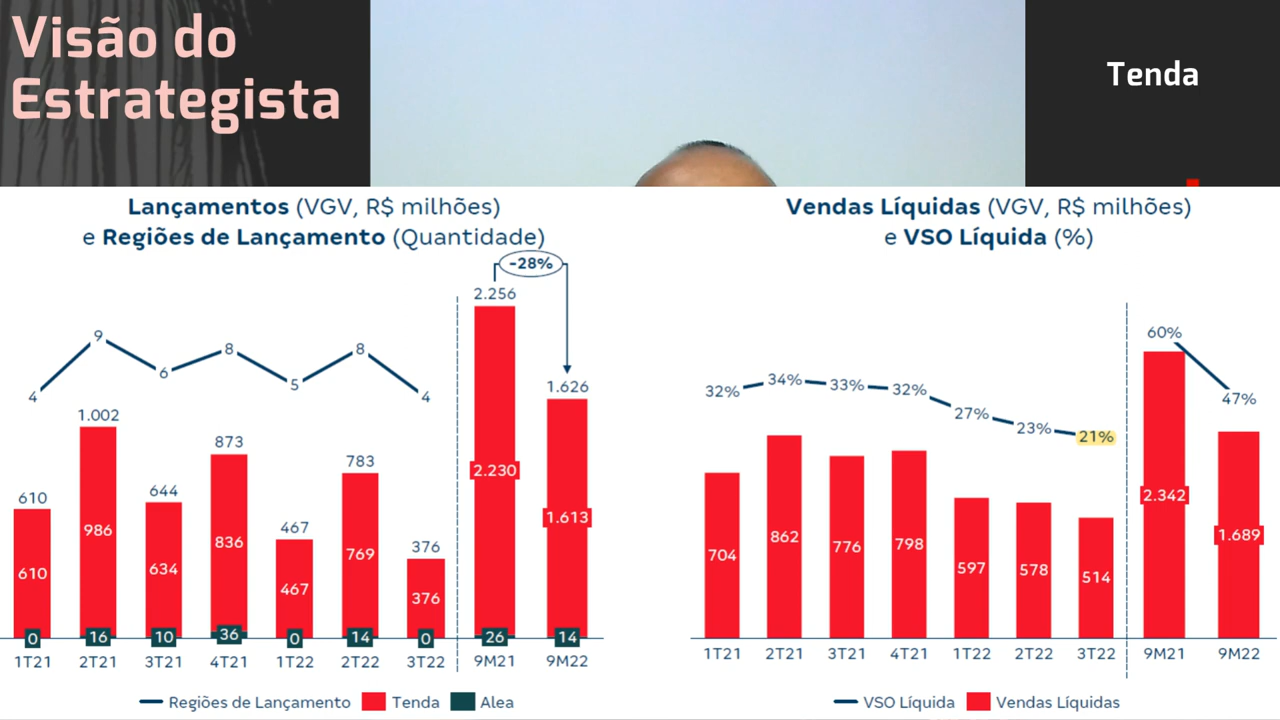 Visão do
Estrategista
Tenda
Lançamentos (VGV, R$ milhões)
e Regiões de Lançamento (Quantidade)
-28%
2.256
1.626
4
9
6
8
5
8
4
610
1.002
644
873
467
783
376
610
986
634
836
467
769
376
2.230
1.613
0
16
10
36
0
14
0
26
14
1T21
2T21
3T21
4T21
1T22
2T22
3T22
9M21
9M22
Regiões de Lançamento
Tenda
Alea
Vendas Líquidas (VGV, R$ milhões)
e VSO Líquida (%)
32%
34%
33%
32%
27%
23%
21%
60%
47%
704
862
776
798
597
578
514
2.342
1.689
1T21
2T21
3T21
4T21
1T22
2T22
3T22
9M21
9M22
VSO Líquida
Vendas Líquidas